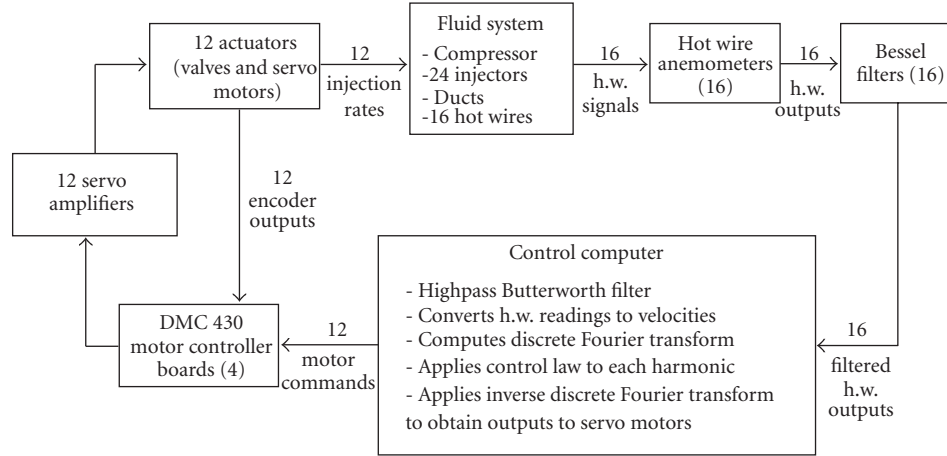 12 actuators
(valves and servo
motors)
12
injection
rates
Fluid system
- Compressor
-24 injectors
- Ducts
-16 hot wires
16
h.w.
signals
Hot wire
anemometers
(16)
16
h.w.
outputs
Bessel
filters (16)
12 servo
amplifiers
12
encoder
outputs
DMC 430
motor controller
boards (4)
12
motor
commands
Control computer
- Highpass Butterworth filter
- Converts h.w. readings to velocities
- Computes discrete Fourier transform
- Applies control law to each harmonic
- Applies inverse discrete Fourier transform
to obtain outputs to servo motors
16
filtered
h.w.
outputs